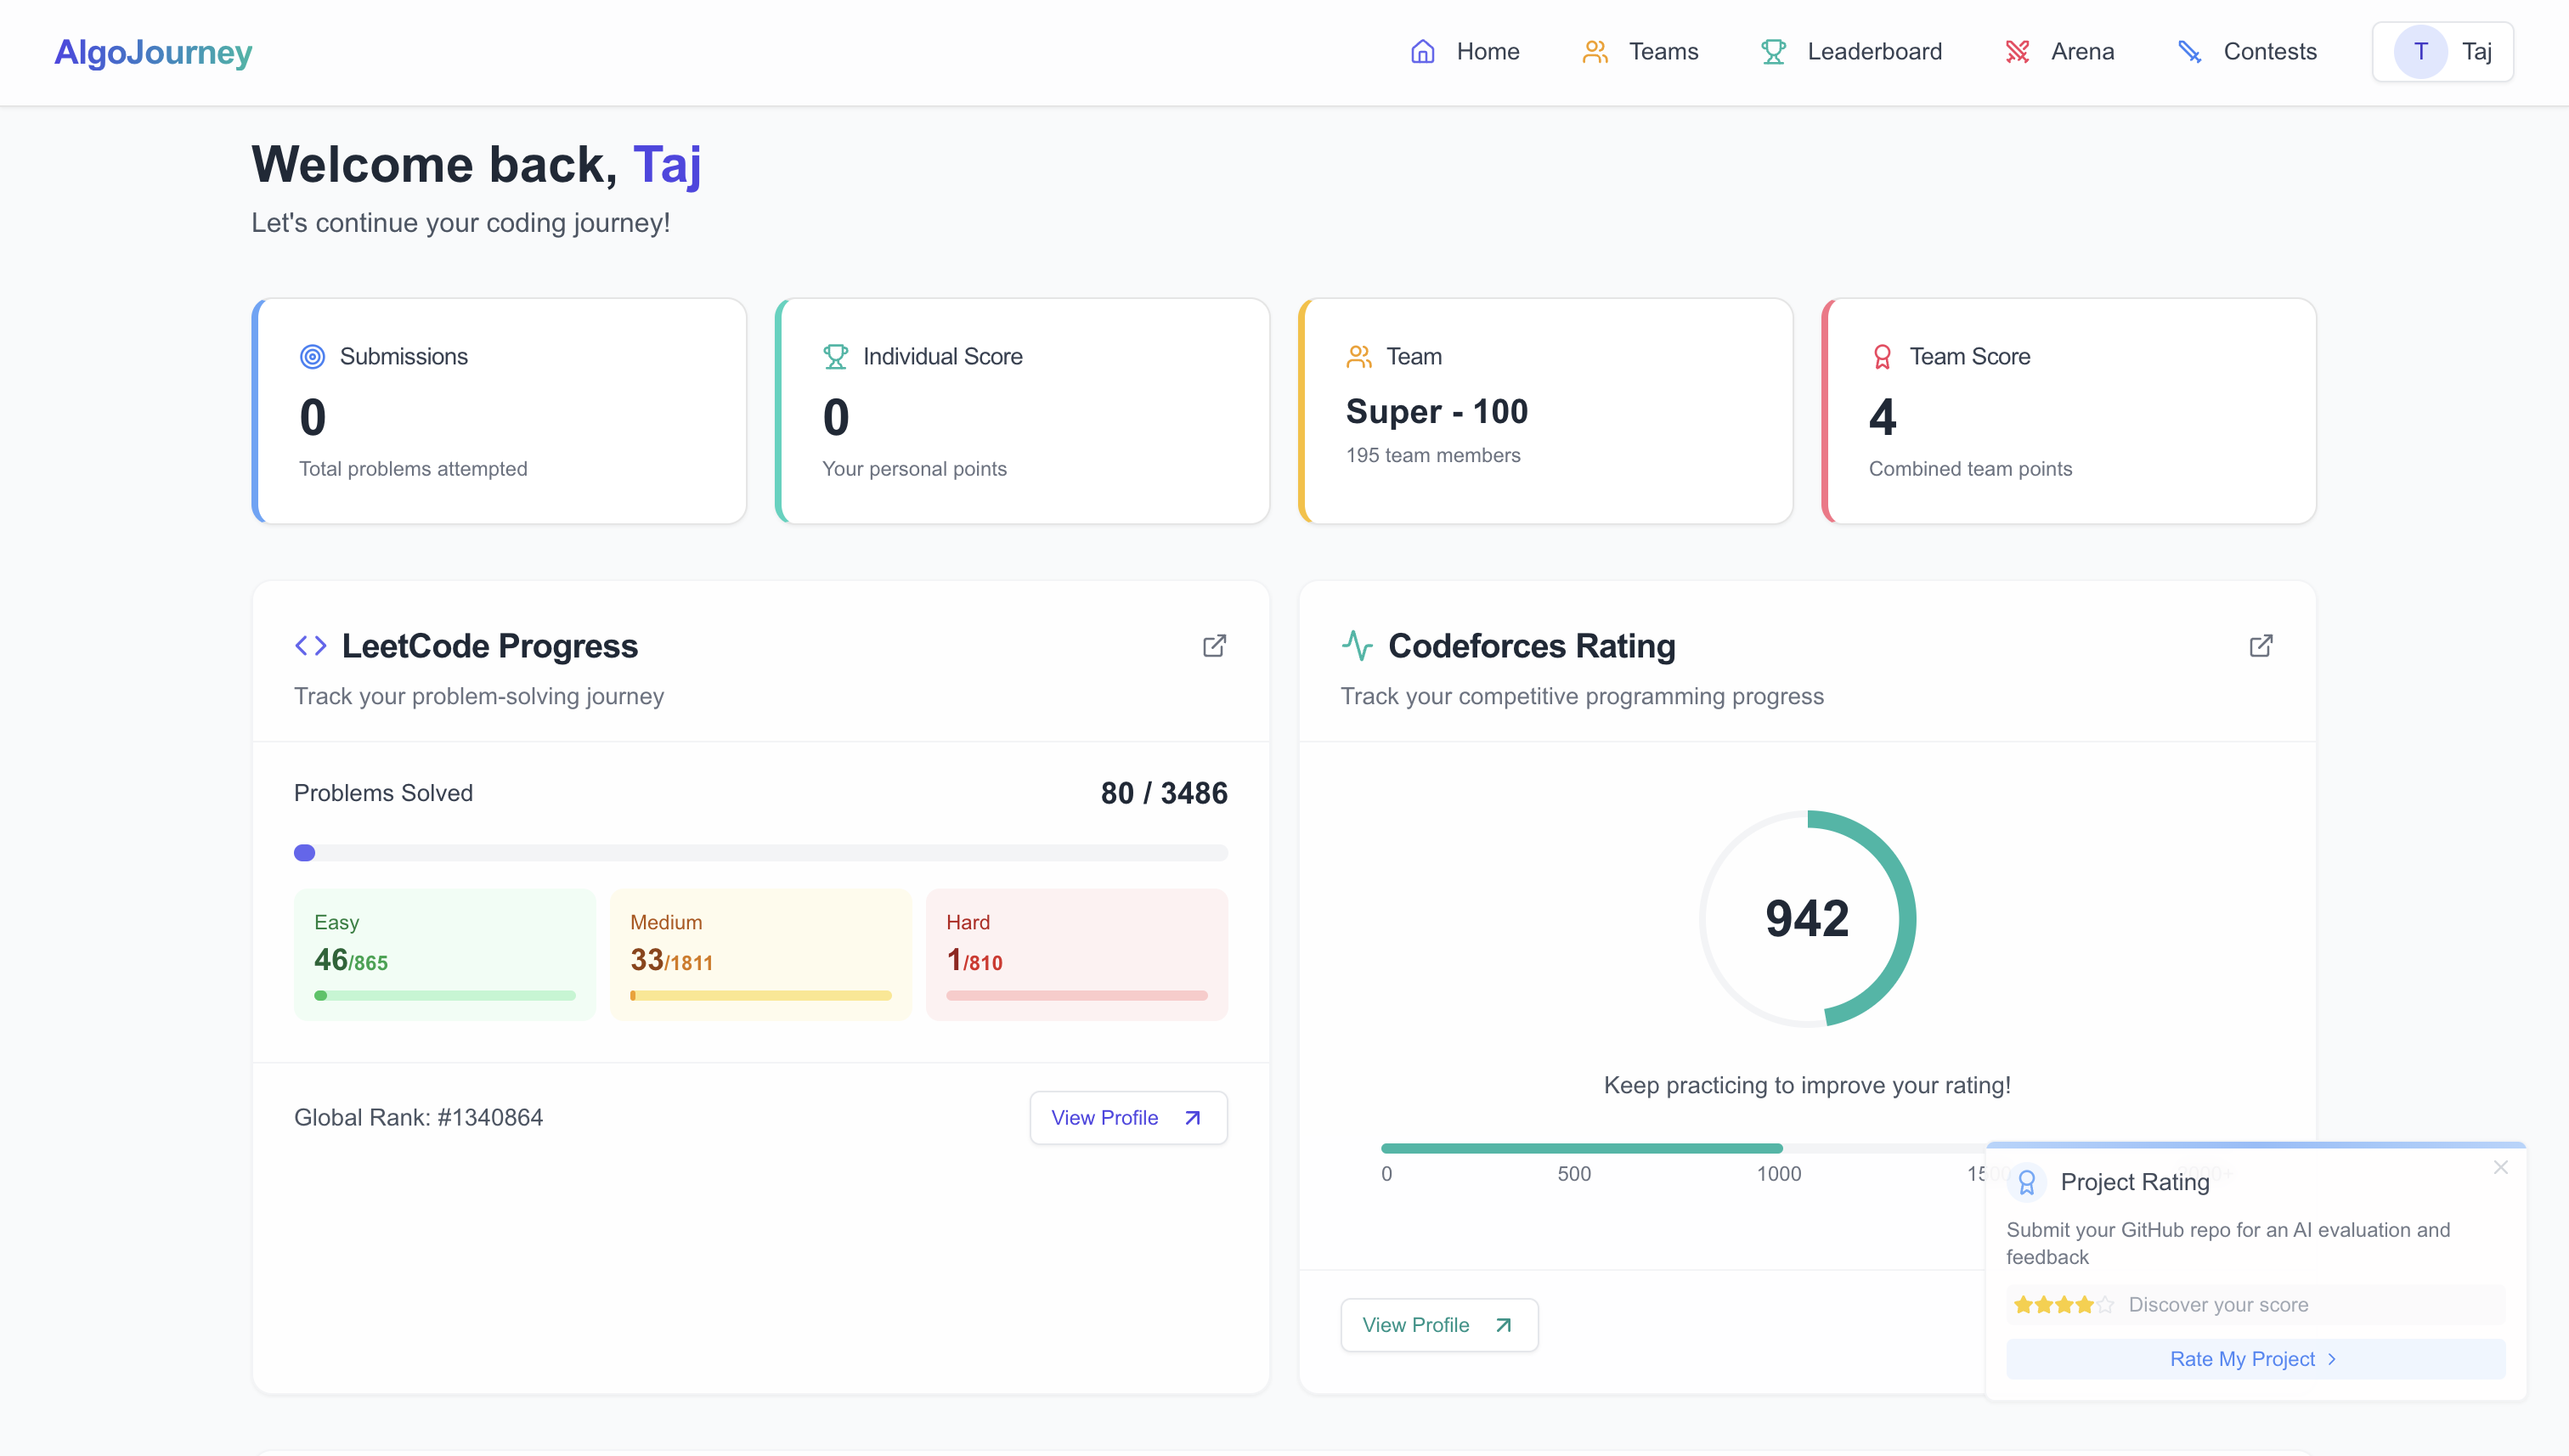 AlgoJourney
Home
Teams
Leaderboard
Arena
Contests
T
Taj
Welcome back, Taj
Let's continue your coding journey!
Submissions
0
Total problems attempted
Individual Score
0
Your personal points
Team
Super - 100
195 team members
Team Score
4
Combined team points
LeetCode Progress
Track your problem-solving journey
Problems Solved
80 / 3486
Easy
46/865
Medium
33/1811
Hard
1/810
Global Rank: #1340864
View Profile
Codeforces Rating
Track your competitive programming progress
942
Keep practicing to improve your rating!
0
500
1000
1500
2000+
View Profile
Project Rating
Submit your GitHub repo for an AI evaluation and
feedback
Discover your score
Rate My Project